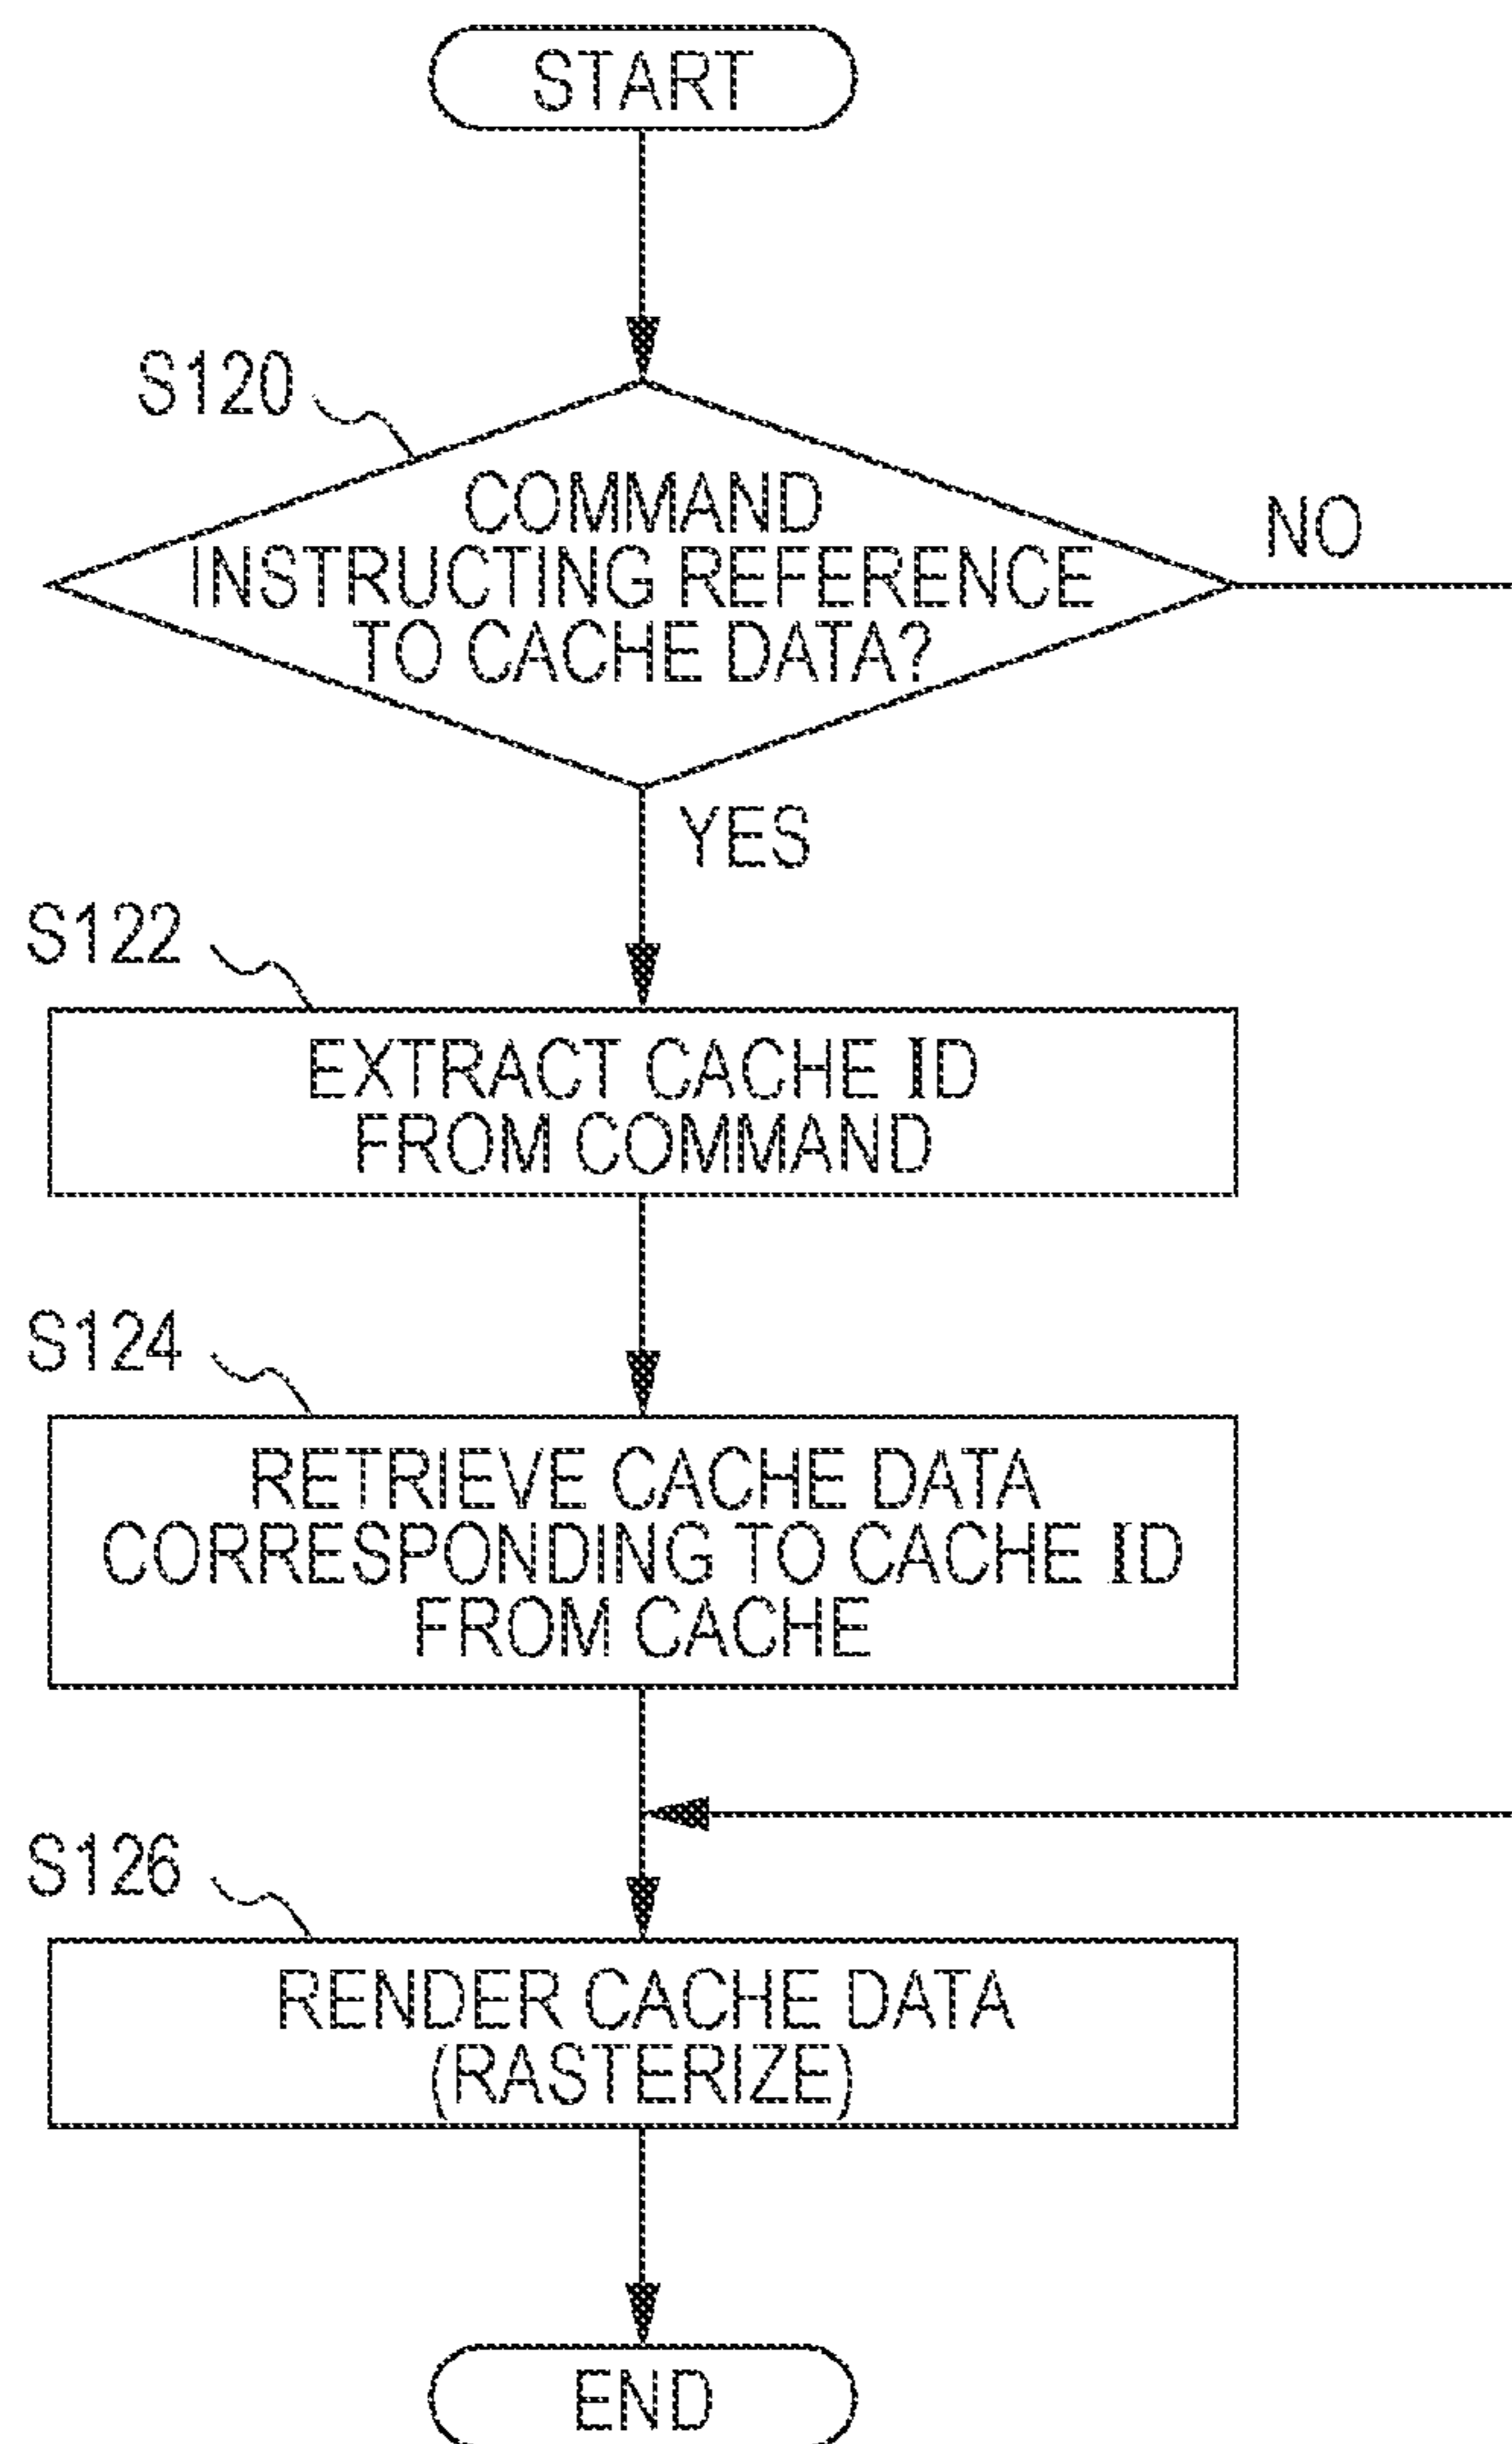 START
S120
COMMAND
INSTRUCTING REFERENCE
TO CACHE DATA?
NO
YES
S122
EXTRACT CACHE ID
FROM COMMAND
S124
RETRIEVE CACHE DATA
CORRESPONDING TO CACHE ID
FROM CACHE
S126
RENDER CACHE DATA
(RASTERIZE)
END